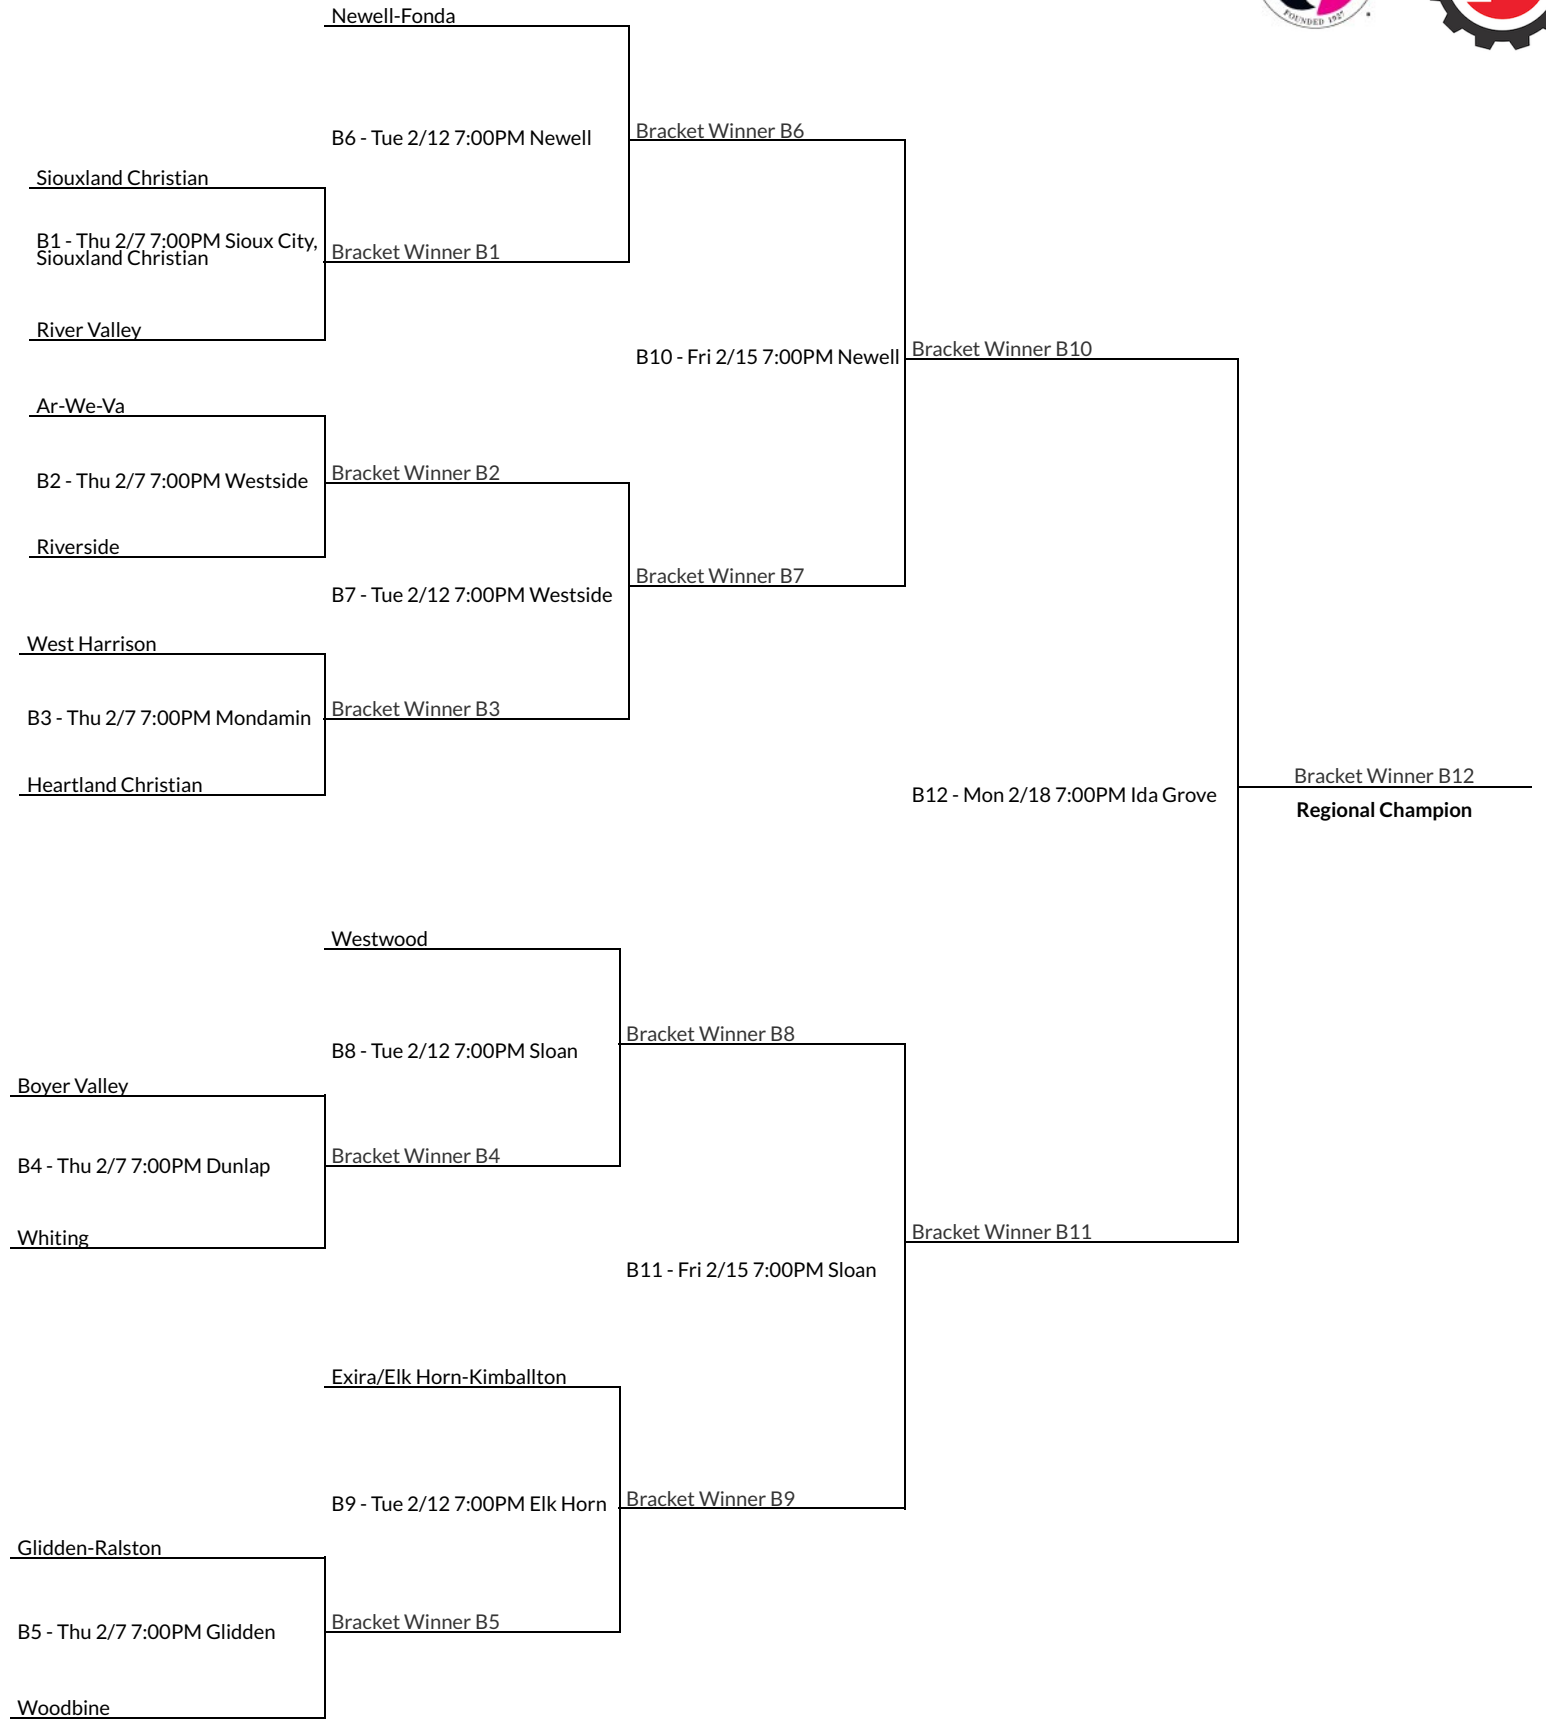 Newell-Fonda
FOUNDED 1927
B6 - Tue 2/12 7:00PM Newell
Bracket Winner B6
Siouxland Christian
B1 - Thu 2/7 7:00PM Sioux City,
Siouxland Christian
Bracket Winner B1
River Valley
B10 - Fri 2/15 7:00PM Newell
Bracket Winner B10
Ar-We-Va
B2 - Thu 2/7 7:00PM Westside
Bracket Winner B2
Riverside
B7 - Tue 2/12 7:00PM Westside
Bracket Winner B7
West Harrison
B3 - Thu 2/7 7:00PM Mondamin
Bracket Winner B3
Heartland Christian
B12 - Mon 2/18 7:00PM Ida Grove
Bracket Winner B12
Regional Champion
Westwood
B8 - Tue 2/12 7:00PM Sloan
Bracket Winner B8
Boyer Valley
B4 - Thu 2/7 7:00PM Dunlap
Bracket Winner B4
Whiting
B11 - Fri 2/15 7:00PM Sloan
Bracket Winner B11
Exira/Elk Horn-Kimballton
B9 - Tue 2/12 7:00PM Elk Horn
Bracket Winner B9
Glidden-Ralston
B5 - Thu 2/7 7:00PM Glidden
Bracket Winner B5
Woodbine